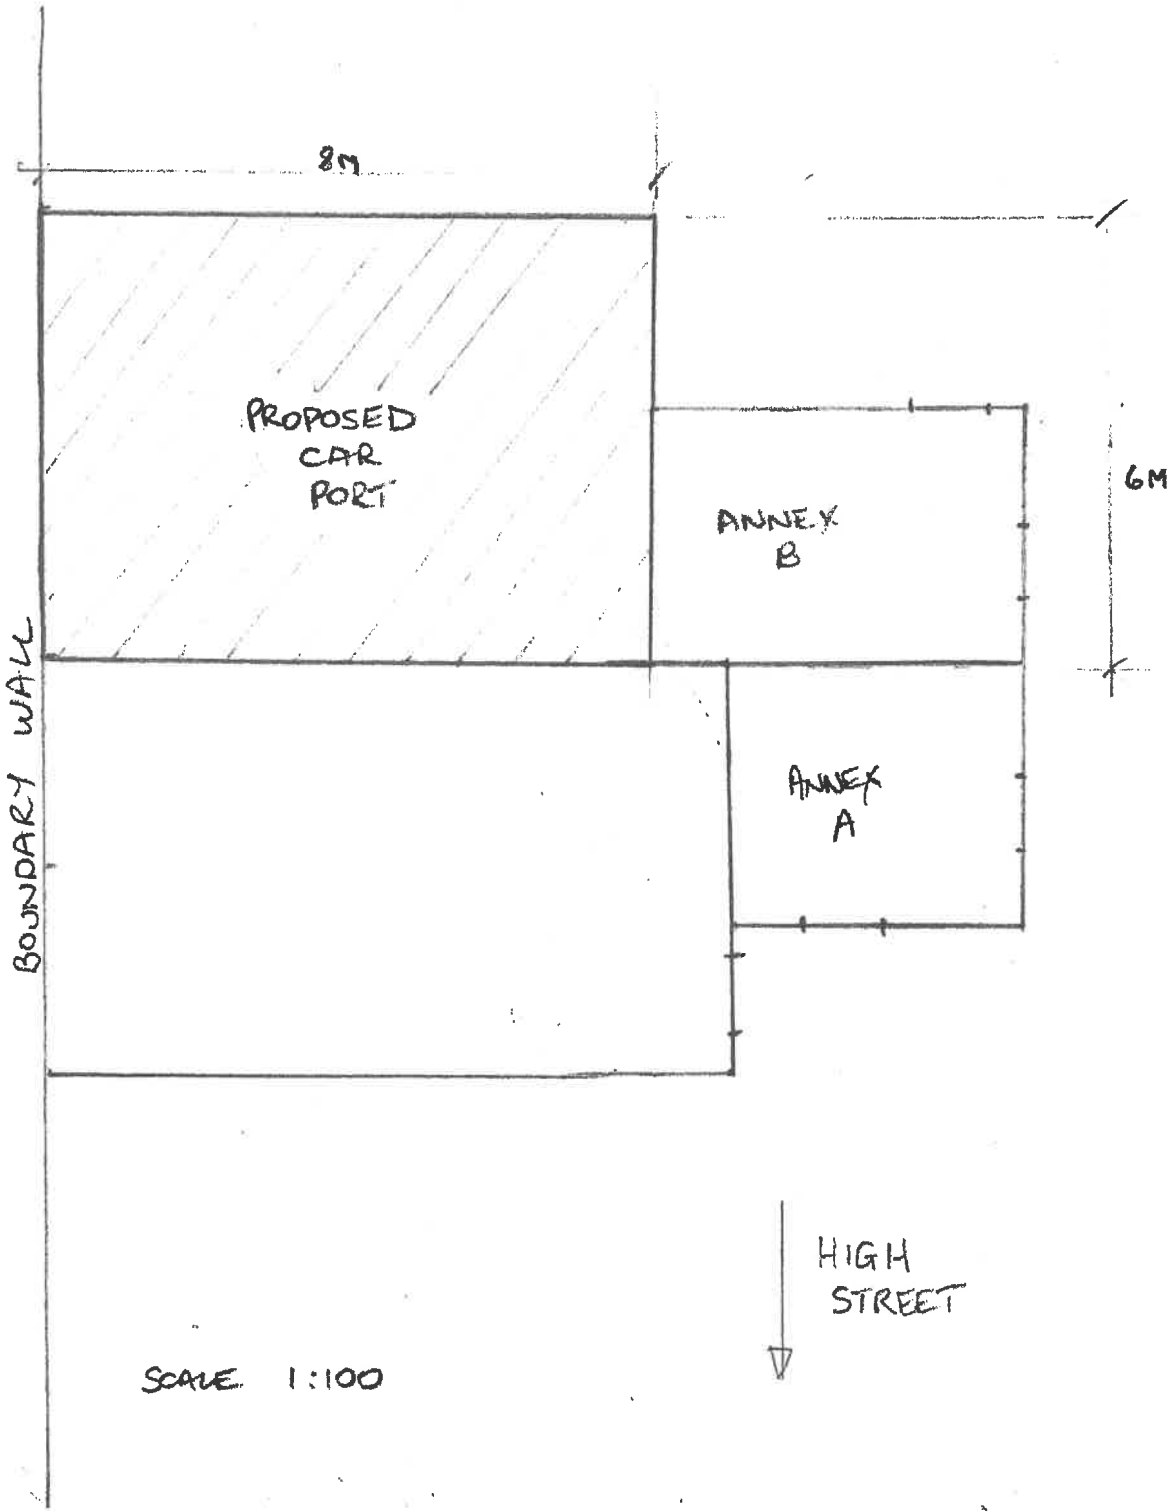 8M
PROPOSED
CAR
PORT
6M
ANNEX
B
BOUNDARY WALL
ANNEX
A
HIGH
STREET
SCALE 1:100